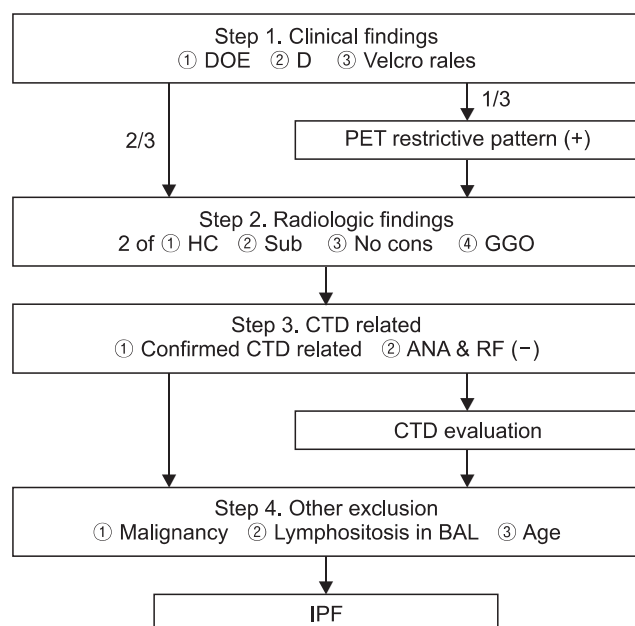 Step 1. Clinical findings
① DOE ② D ③ Velcro rales
2/3
1/3
PET restrictive pattern (+)
Step 2. Radiologic findings
2 of ① HC ② Sub ③ No cons ④ GGO
Step 3. CTD related
① Confirmed CTD related ② ANA & RF (−)
CTD evaluation
Step 4. Other exclusion
① Malignancy ② Lymphositosis in BAL ③ Age
IPF